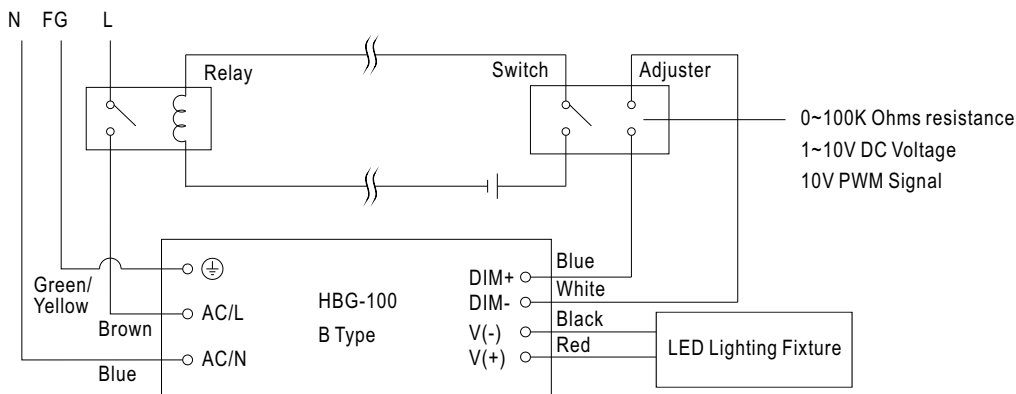 N FG L
Relay
Switch
Adjuster
0~100K Ohms resistance
1~10V DC Voltage
10V PWM Signal
Green/
Yellow
Brown
Blue
AC/L
AC/N
HBG-100
B Type
DIM+
DIM-
V(-)
V(+)
Blue
White
Black
Red
LED Lighting Fixture